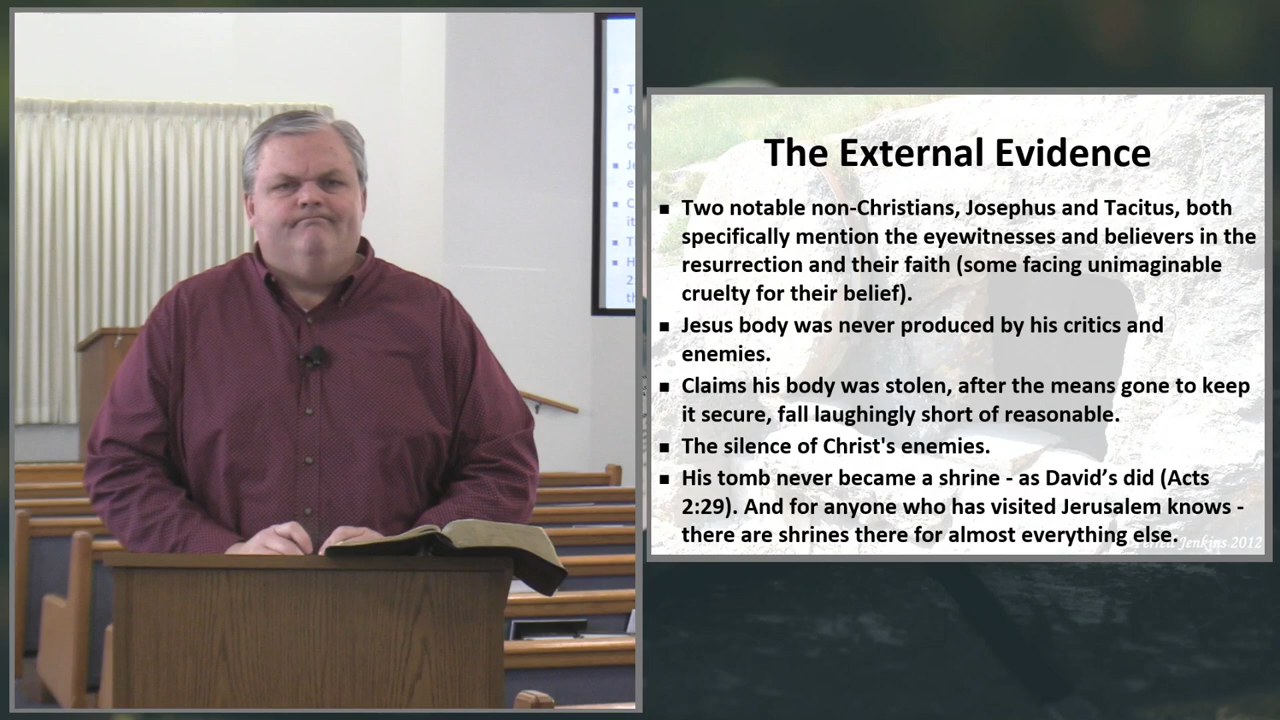 The External Evidence
▪ Two notable non-Christians, Josephus and Tacitus, both
specifically mention the eyewitnesses and believers in the
resurrection and their faith (some facing unimaginable
cruelty for their belief).
▪ Jesus body was never produced by his critics and
enemies.
▪ Claims his body was stolen, after the means gone to keep
it secure, fall laughingly short of reasonable.
▪ The silence of Christ's enemies.
▪ His tomb never became a shrine - as David’s did (Acts
2:29). And for anyone who has visited Jerusalem knows -
there are shrines there for almost everything else.
Jenkins 2012